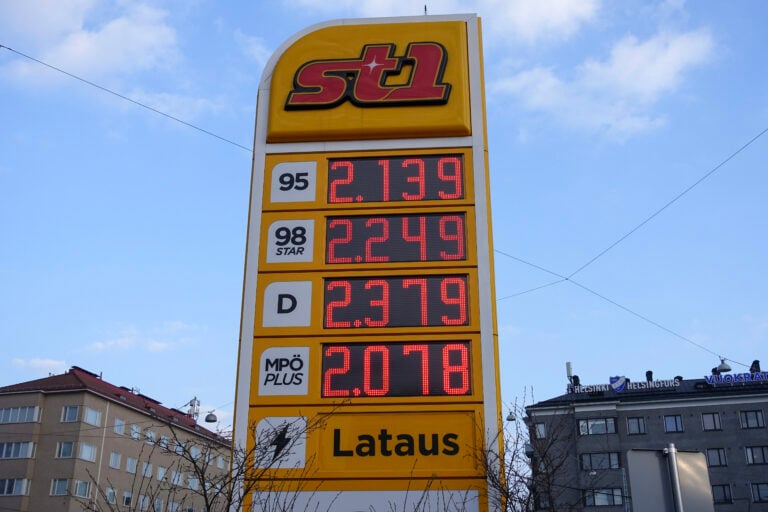 st1
95 2.139
98 STAR 2.249
D 2.379
MPÖ PLUS 2.078
Lataus
HELSINKI HELSINGFORS